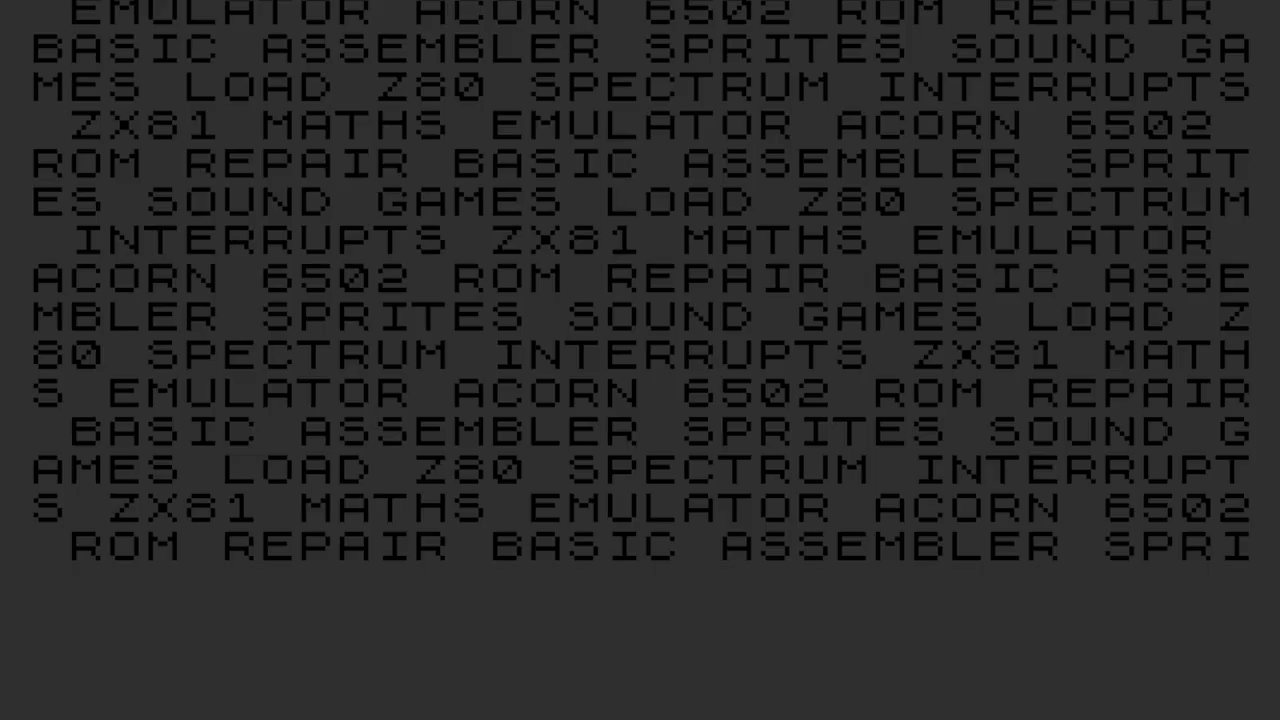 EMULATOR ACORN 6502 ROM REPAIR
BASIC ASSEMBLER SPRITES SOUND GA
MES LOAD Z80 SPECTRUM INTERRUPTS
ZX81 MATHS EMULATOR ACORN 6502
ROM REPAIR BASIC ASSEMBLER SPRIT
ES SOUND GAMES LOAD Z80 SPECTRUM
INTERRUPTS ZX81 MATHS EMULATOR
ACORN 6502 ROM REPAIR BASIC ASSE
MBLER SPRITES SOUND GAMES LOAD Z
80 SPECTRUM INTERRUPTS ZX81 MATH
S EMULATOR ACORN 6502 ROM REPAIR
BASIC ASSEMBLER SPRITES SOUND G
AMES LOAD Z80 SPECTRUM INTERRUPT
S ZX81 MATHS EMULATOR ACORN 6502
ROM REPAIR BASIC ASSEMBLER SPRI